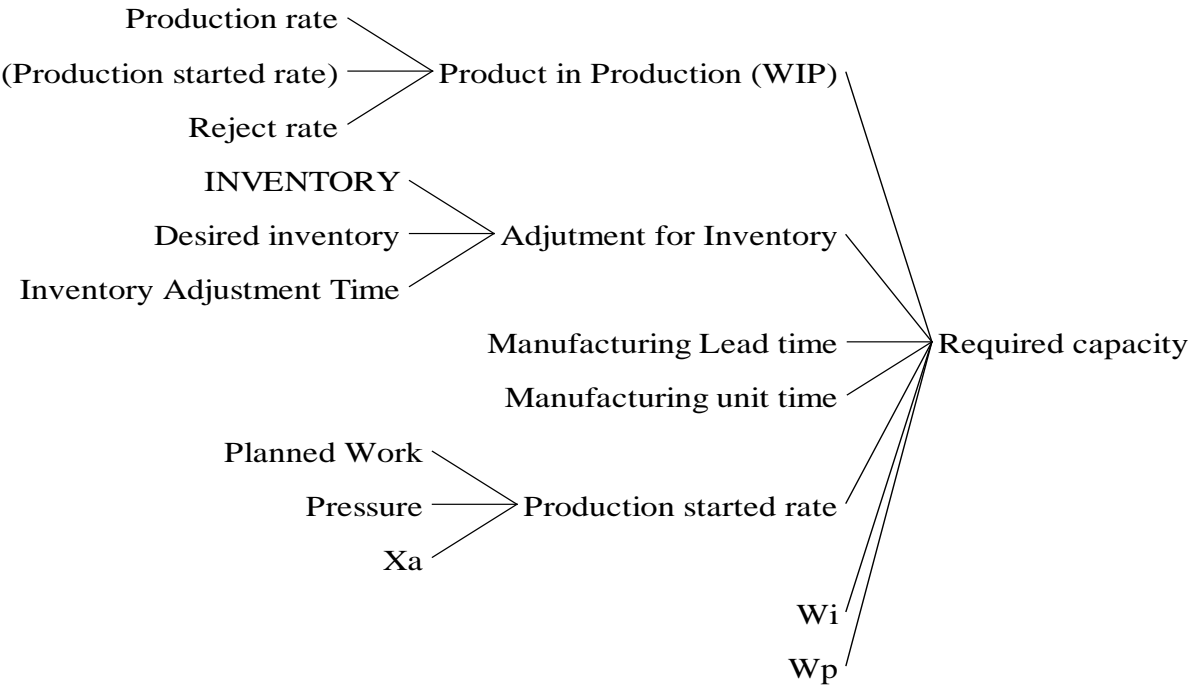 Production rate
(Production started rate)
Product in Production (WIP)
Reject rate
INVENTORY
Desired inventory
Adjutment for Inventory
Inventory Adjustment Time
Manufacturing Lead time
Required capacity
Manufacturing unit time
Planned Work
Pressure
Production started rate
Xa
Wi
Wp